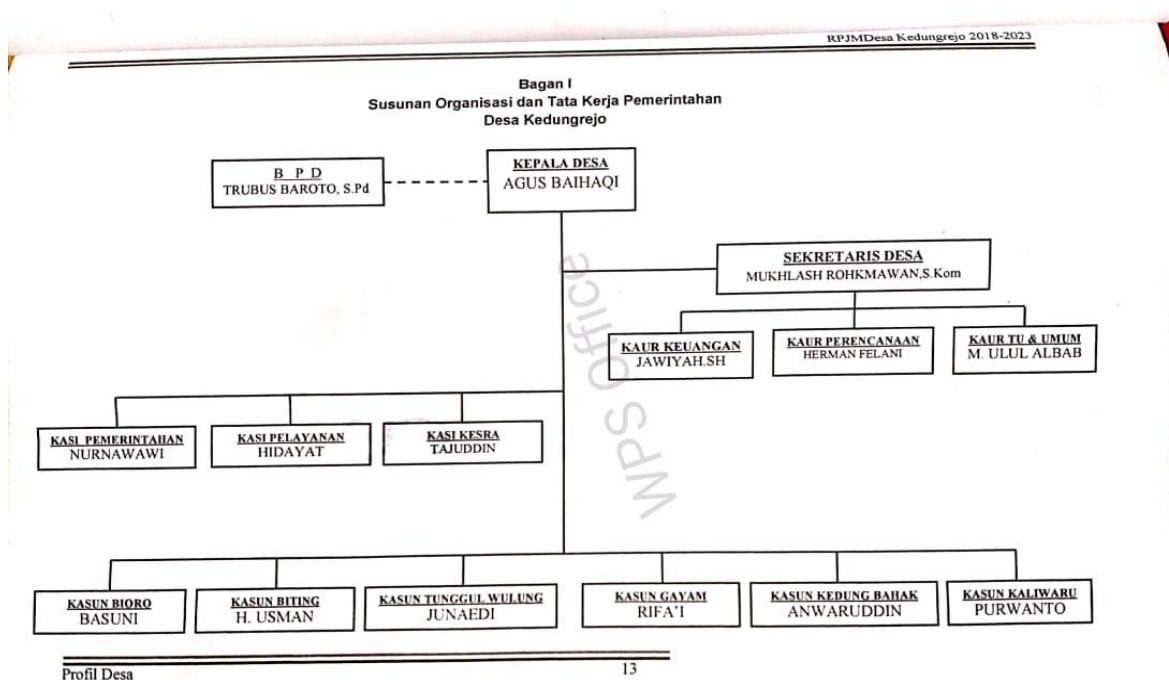 RPJMDesa Kedungrejo 2018-2023
Bagan I
Susunan Organisasi dan Tata Kerja Pemerintahan
Desa Kedungrejo
B P D
TRUBUS BAROTO, S.Pd
KEPALA DESA
AGUS BAIHAQI
SEKRETARIS DESA
MUKHLASH ROHKMAWAN,S.Kom
KAUR KEUANGAN
JAWIYAH.SH
KAUR PERENCANAAN
HERMAN FELANI
KAUR TU & UMUM
M. ULUL ALBAB
KASI PEMERINTAHAN
NURNAWAWI
KASI PELAYANAN
HIDAYAT
KASI KESRA
TAJUDDIN
WPS Office
KASUN BIORO
BASUNI
KASUN BITING
H. USMAN
KASUN TUNGGUL WULUNG
JUNAEDI
KASUN GAYAM
RIFA'I
KASUN KEDUNG BAHAK
ANWARUDDIN
KASUN KALIWARU
PURWANTO
Profil Desa
13